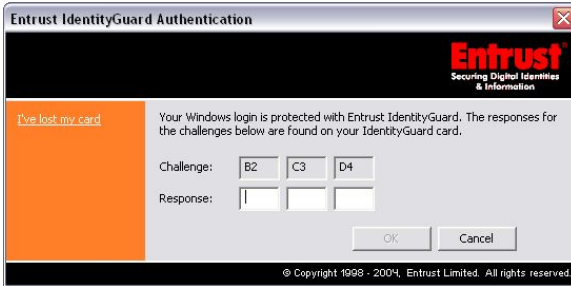 Entrust IdentityGuard Authentication
Entrust®
Securing Digital Identities
& Information
I've lost my card
Your Windows login is protected with Entrust IdentityGuard. The responses for
the challenges below are found on your IdentityGuard card.
Challenge: B2 C3 D4
Response:
OK Cancel
© Copyright 1998 - 2004, Entrust Limited. All rights reserved.